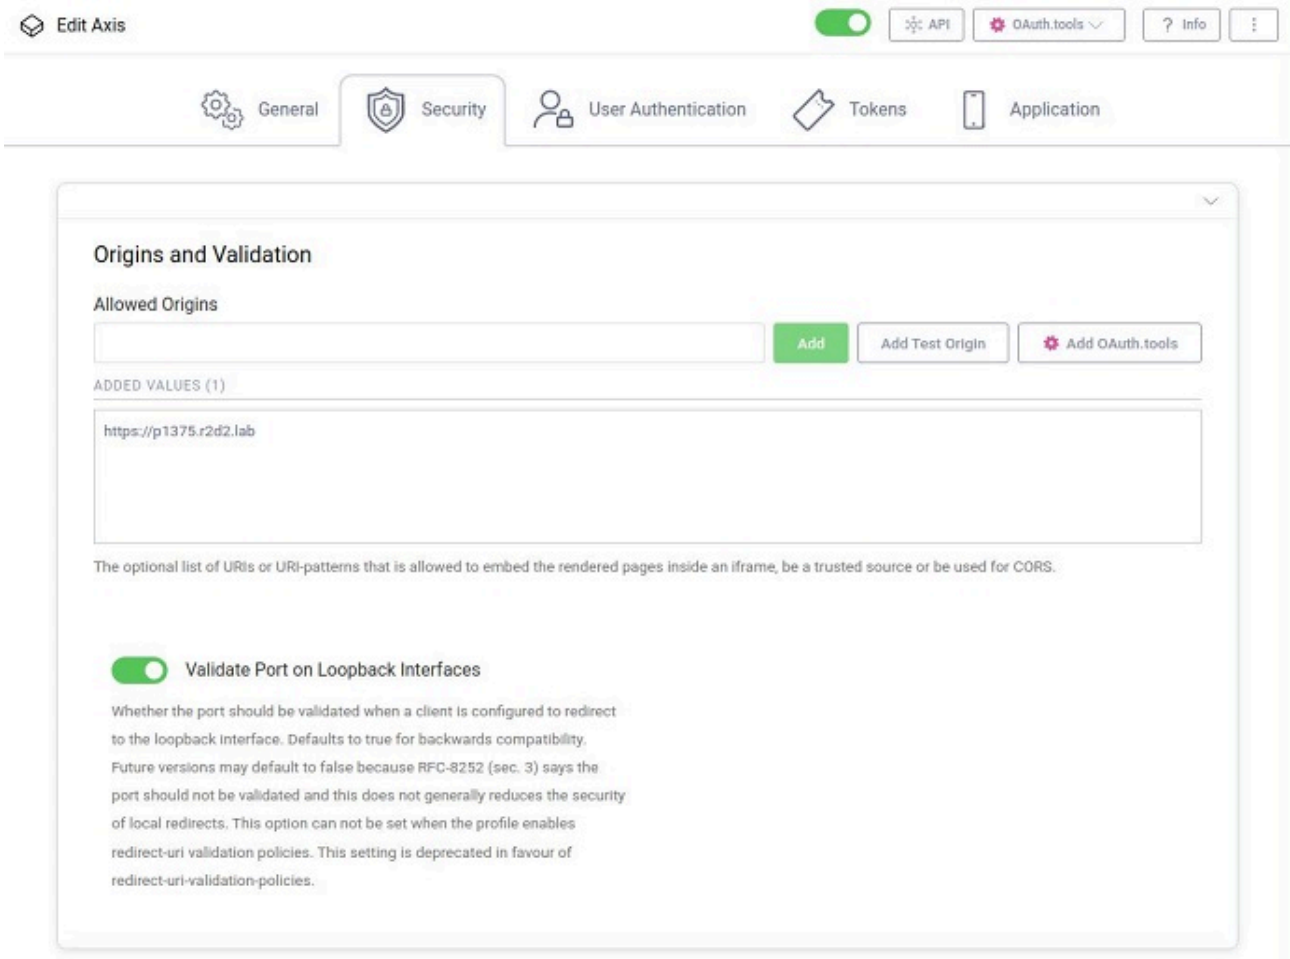 Edit Axis
API
OAuth.tools
? Info
General
Security
User Authentication
Tokens
Application
Origins and Validation
Allowed Origins
Add
Add Test Origin
Add OAuth.tools
ADDED VALUES (1)
https://p1375.r2d2.lab
The optional list of URIs or URI-patterns that is allowed to embed the rendered pages inside an iframe, be a trusted source or be used for CORS.
Validate Port on Loopback Interfaces
Whether the port should be validated when a client is configured to redirect
to the loopback interface. Defaults to true for backwards compatibility.
Future versions may default to false because RFC-8252 (sec. 3) says the
port should not be validated and this does not generally reduces the security
of local redirects. This option can not be set when the profile enables
redirect-uri validation policies. This setting is deprecated in favour of
redirect-uri-validation-policies.